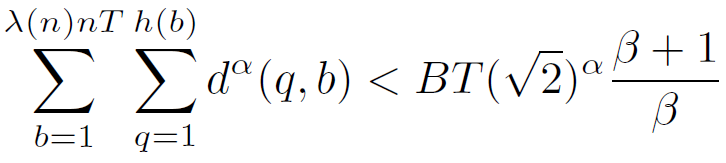 \sum_{b=1}^{\lambda(n)nT} \sum_{q=1}^{h(b)} d^{\alpha}(q, b) < BT(\sqrt{2})^{\alpha} \frac{\beta + 1}{\beta}